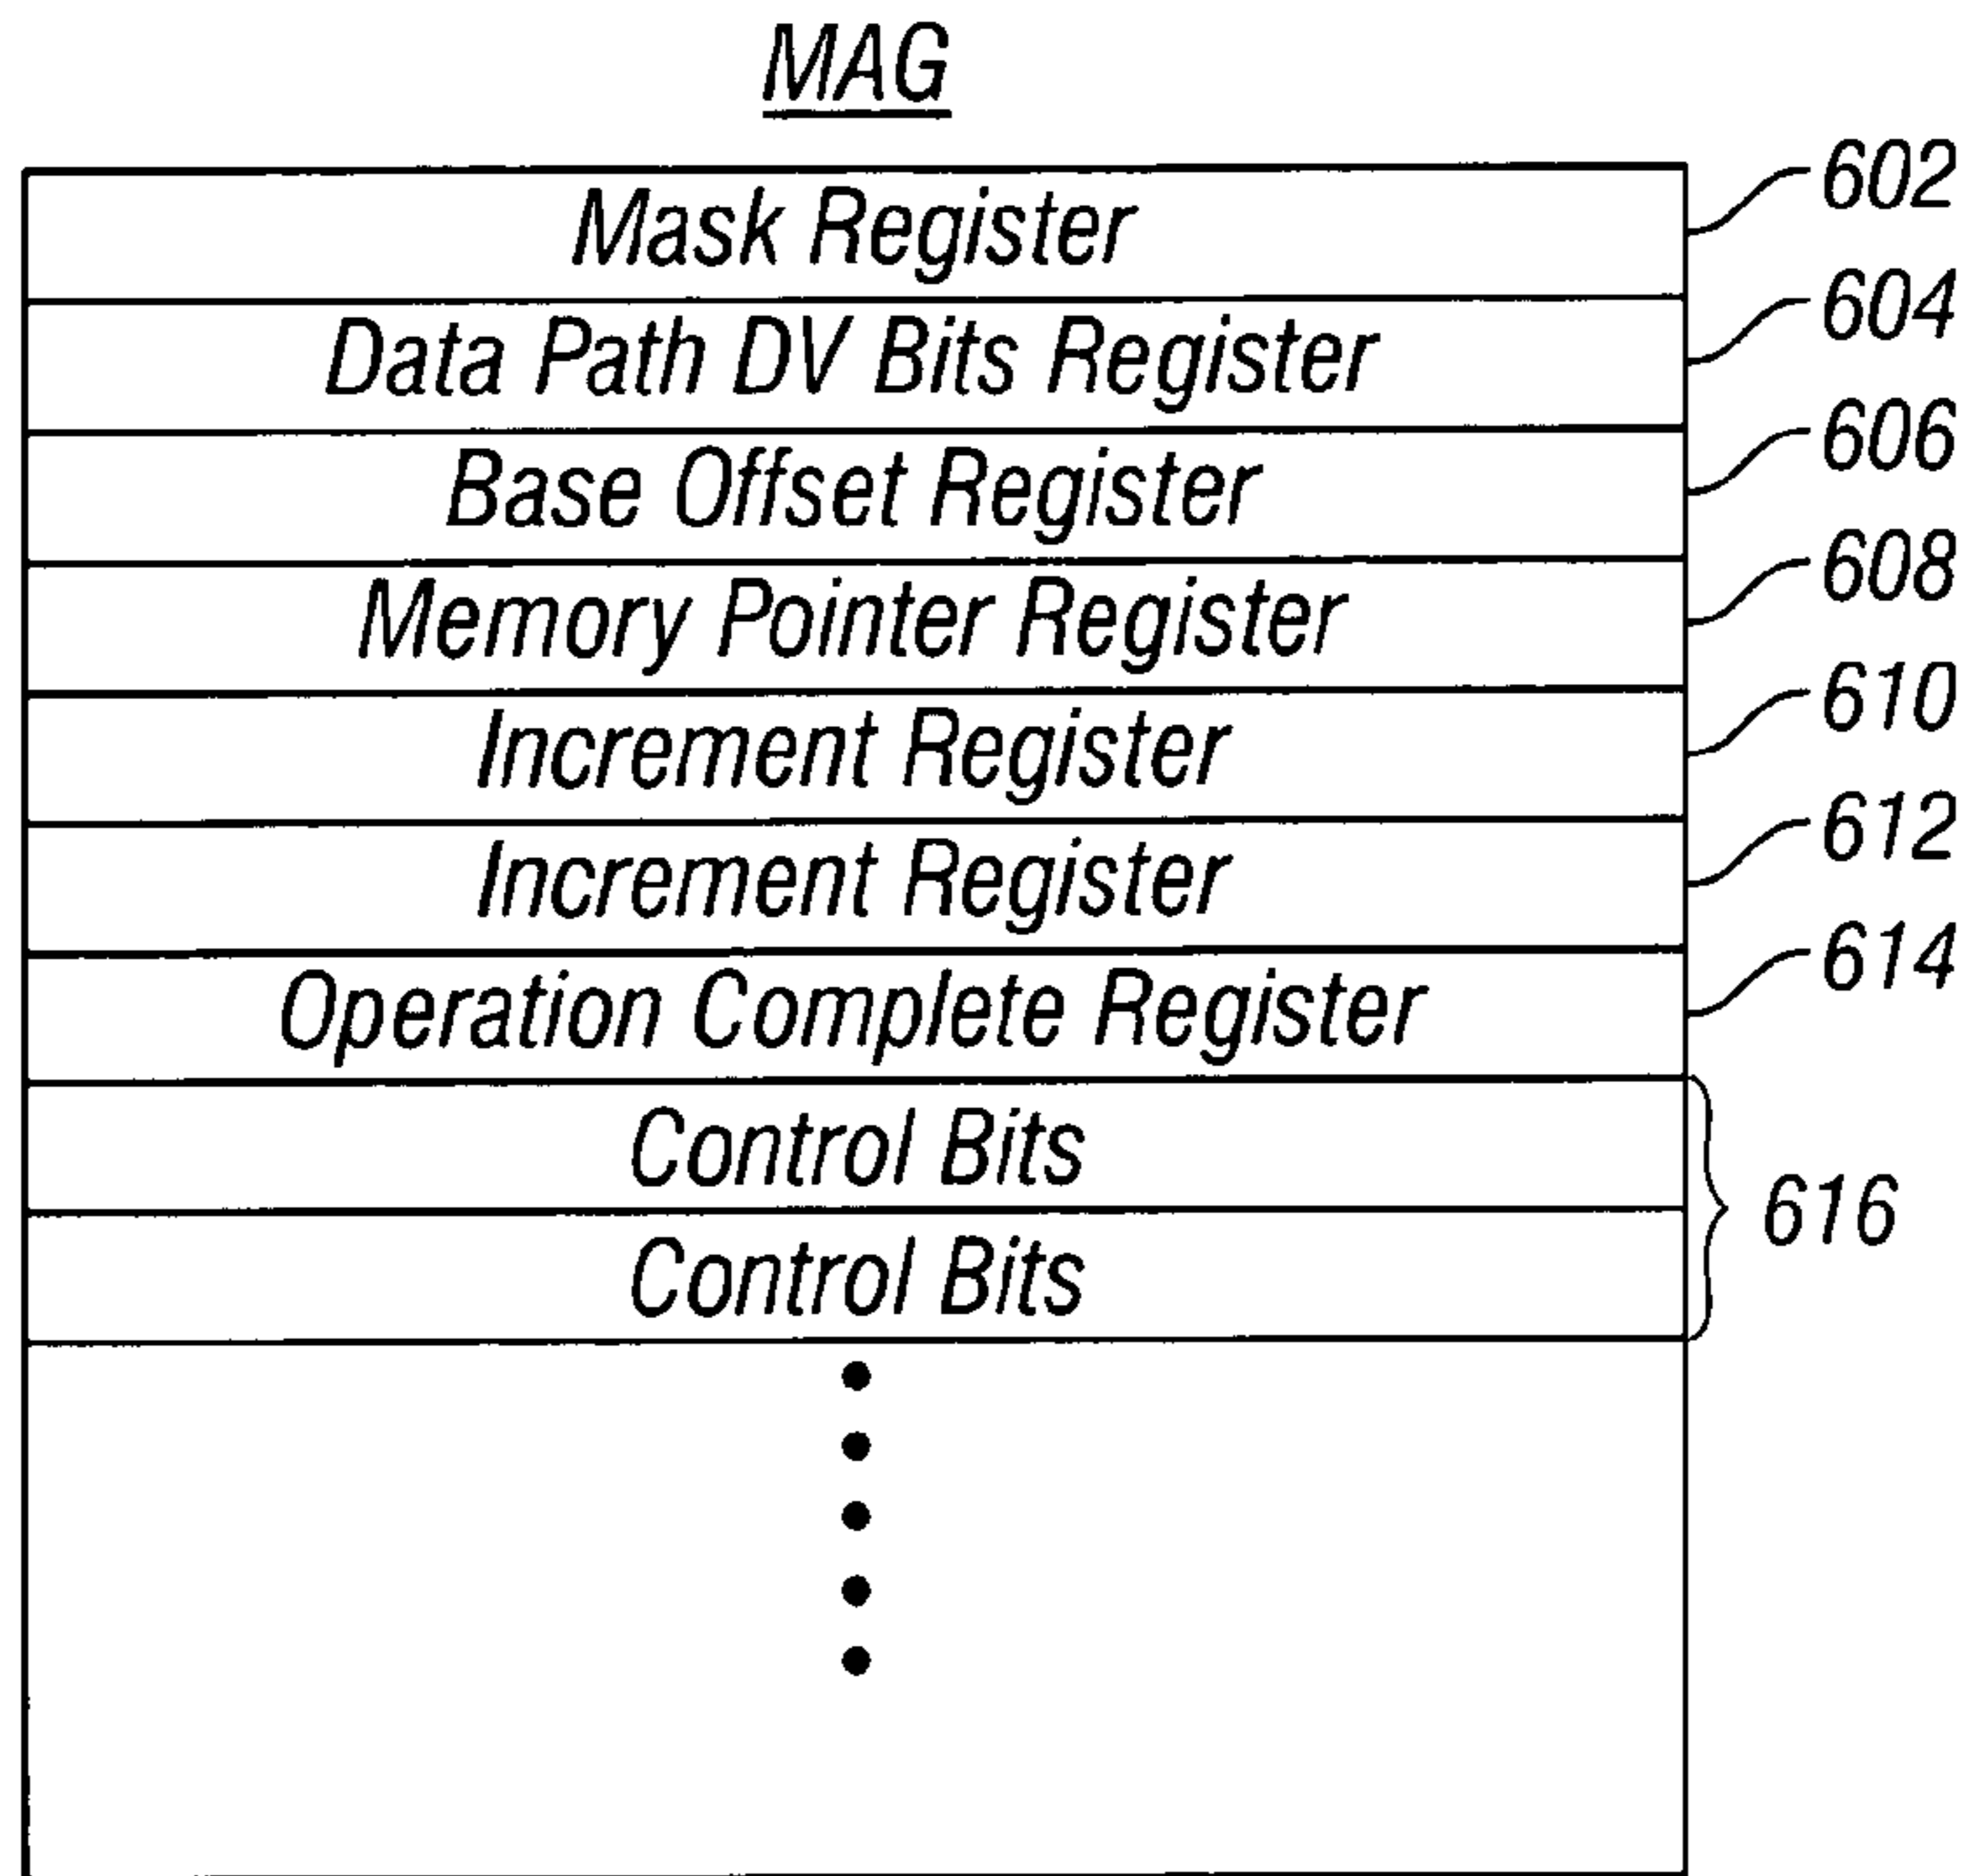 MAG
Mask Register 602
Data Path DV Bits Register 604
Base Offset Register 606
Memory Pointer Register 608
Increment Register 610
Increment Register 612
Operation Complete Register 614
Control Bits
616
Control Bits